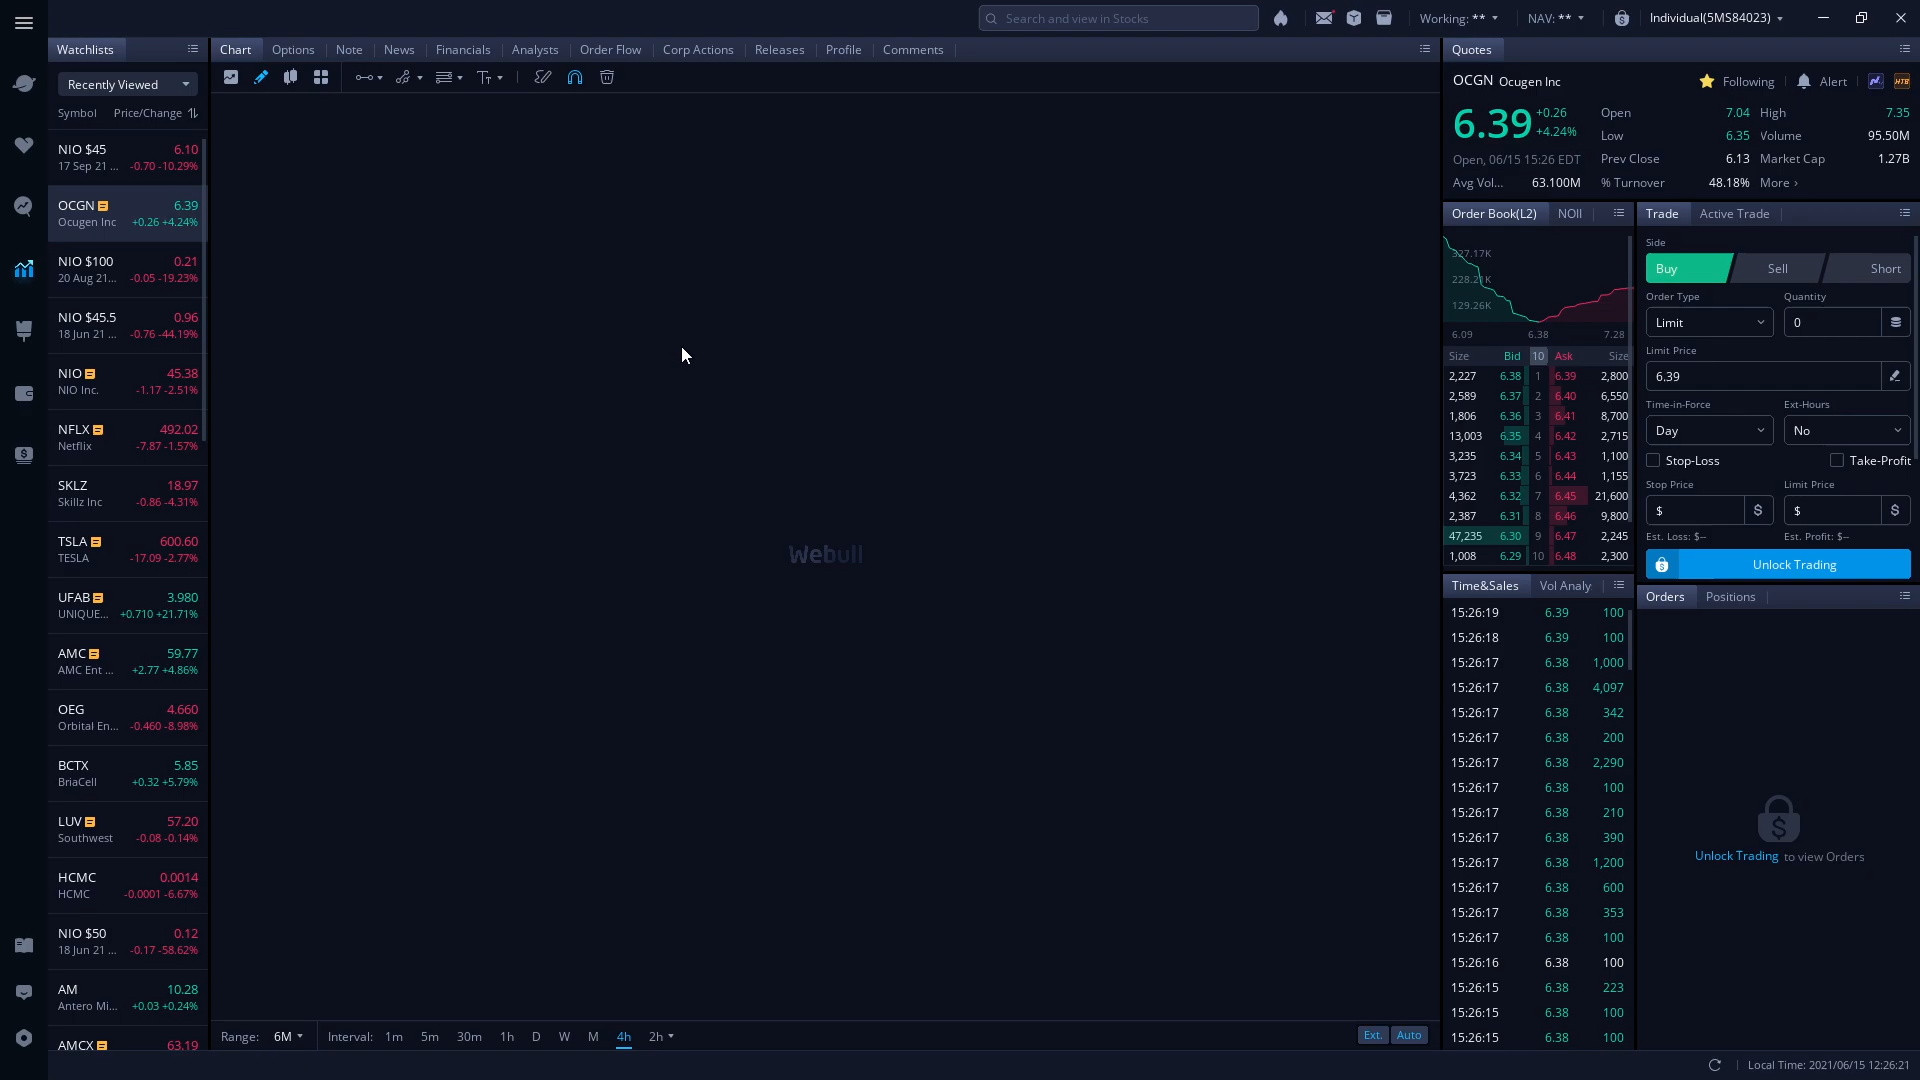 Search and view in Stocks
Working: **
NAV: **
Individual(5MS84023)
Watchlists
Recently Viewed
Symbol Price/Change
NIO $45 6.10
17 Sep 21 ... -0.70 -10.29%
OCGN 6.39
Ocugen Inc +0.26 +4.24%
NIO $100 0.21
20 Aug 21... -0.05 -19.23%
NIO $45.5 0.96
18 Jun 21 ... -0.76 -44.19%
NIO 45.38
NIO Inc. -1.17 -2.51%
NFLX 492.02
Netflix -7.87 -1.57%
SKLZ 18.97
Skillz Inc -0.86 -4.31%
TSLA 600.60
TESLA -17.09 -2.77%
UFAB 3.980
UNIQUE... +0.710 +21.71%
AMC 59.77
AMC Ent ... +2.77 +4.86%
OEG 4.660
Orbital En... -0.460 -8.98%
BCTX 5.85
BriaCell +0.32 +5.79%
LUV 57.20
Southwest -0.08 -0.14%
HCMC 0.0014
HCMC -0.0001 -6.67%
NIO $50 0.12
18 Jun 21 ... -0.17 -58.62%
AM 10.28
Antero Mi... +0.03 +0.24%
AMCX 63.19
Chart Options Note News Financials Analysts Order Flow Corp Actions Releases Profile Comments
Tт
Webull
Range: 6M Interval: 1m 5m 30m 1h D W M 4h 2h
Ext. Auto
Quotes
OCGN Ocugen Inc Following Alert HTB
6.39 +0.26 +4.24%
Open 7.04 High 7.35
Low 6.35 Volume 95.50M
Open, 06/15 15:26 EDT Prev Close 6.13 Market Cap 1.27B
Avg Vol... 63.100M % Turnover 48.18% More ›
Order Book(L2) NOII
327.17K
228.21K
129.26K
6.09 6.38 7.28
Size Bid 10 Ask Size
2,227 6.38 1 6.39 2,800
2,589 6.37 2 6.40 6,550
1,806 6.36 3 6.41 8,700
13,003 6.35 4 6.42 2,715
3,235 6.34 5 6.43 1,100
3,723 6.33 6 6.44 1,155
4,362 6.32 7 6.45 21,600
2,387 6.31 8 6.46 9,800
47,235 6.30 9 6.47 2,245
1,008 6.29 10 6.48 2,300
Time&Sales Vol Analy
15:26:19 6.39 100
15:26:18 6.39 100
15:26:17 6.38 1,000
15:26:17 6.38 4,097
15:26:17 6.38 342
15:26:17 6.38 200
15:26:17 6.38 2,290
15:26:17 6.38 100
15:26:17 6.38 210
15:26:17 6.38 390
15:26:17 6.38 1,200
15:26:17 6.38 600
15:26:17 6.38 353
15:26:17 6.38 100
15:26:16 6.38 100
15:26:15 6.38 223
15:26:15 6.38 100
15:26:15 6.38 100
Trade Active Trade
Side
Buy Sell Short
Order Type Quantity
Limit 0
Limit Price
6.39
Time-in-Force Ext-Hours
Day No
Stop-Loss Take-Profit
Stop Price Limit Price
$ $ $ $
Est. Loss: $-- Est. Profit: $--
Unlock Trading
Orders Positions
Unlock Trading to view Orders
Local Time: 2021/06/15 12:26:21